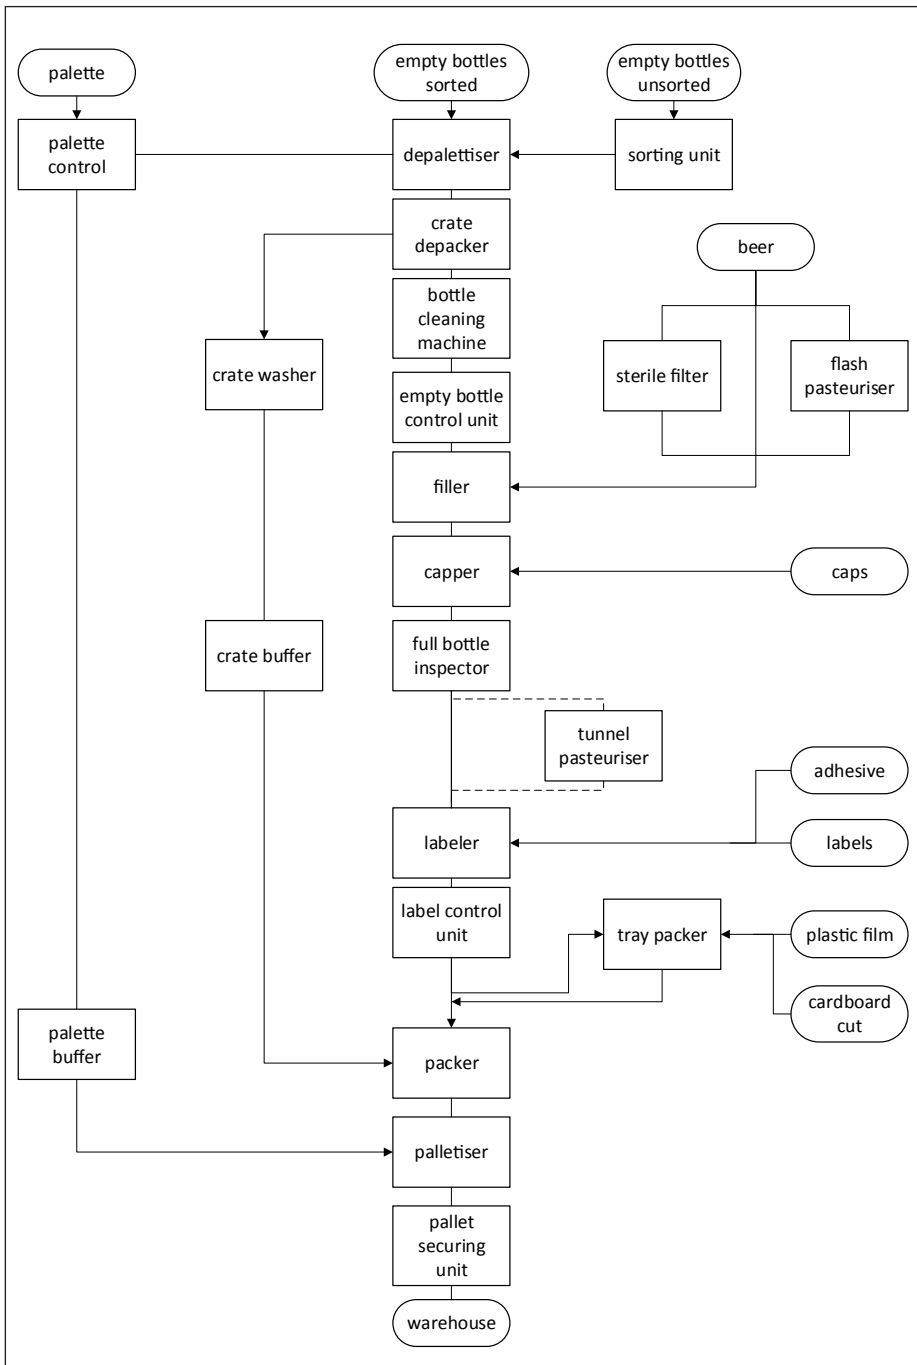 palette
empty bottles
sorted
empty bottles
unsorted
palette
control
depalettiser
sorting unit
crate
depacker
beer
bottle
cleaning
machine
crate washer
sterile filter
flash
pasteuriser
empty bottle
control unit
filler
capper
caps
crate buffer
full bottle
inspector
tunnel
pasteuriser
adhesive
labeler
labels
label control
unit
tray packer
plastic film
cardboard
cut
palette
buffer
packer
palletiser
pallet
securing
unit
warehouse